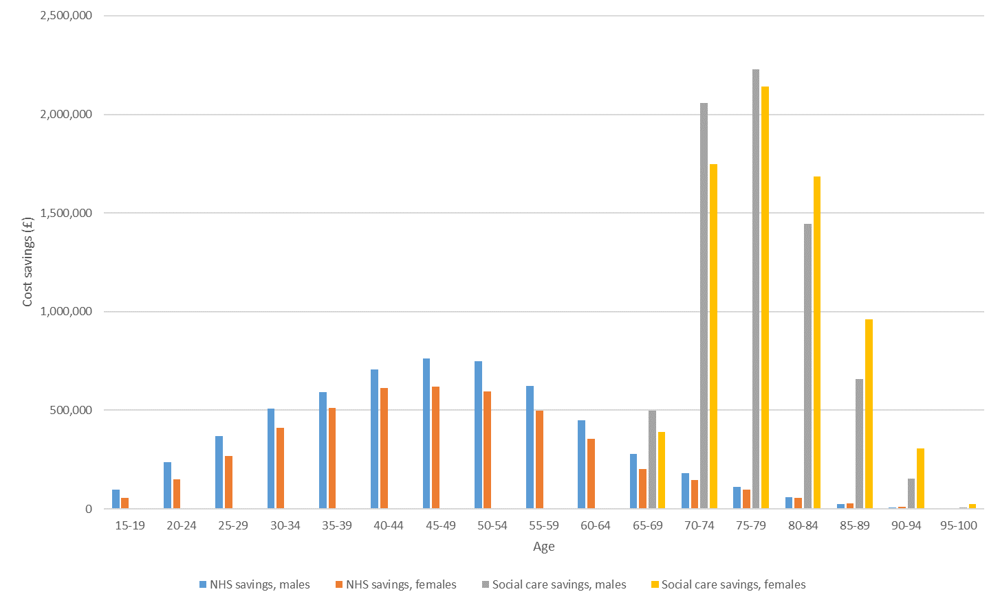 2,500,000
2,000,000
1,500,000
1,000,000
500,000
0
Cost savings (£)
15-19 20-24 25-29 30-34 35-39 40-44 45-49 50-54 55-59 60-64 65-69 70-74 75-79 80-84 85-89 90-94 95-100
Age
NHS savings, males NHS savings, females Social care savings, males Social care savings, females